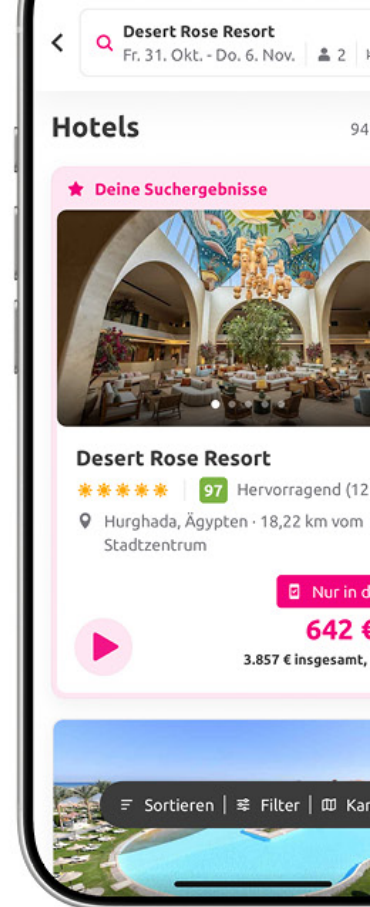 Desert Rose Resort
Fr. 31. Okt. - Do. 6. Nov. 2
Hotels 94
Deine Suchergebnisse
Desert Rose Resort
97 Hervorragend (12
Hurghada, Ägypten · 18,22 km vom
Stadtzentrum
Nur in d
642 €
3.857 € insgesamt,
Sortieren | Filter | Kar